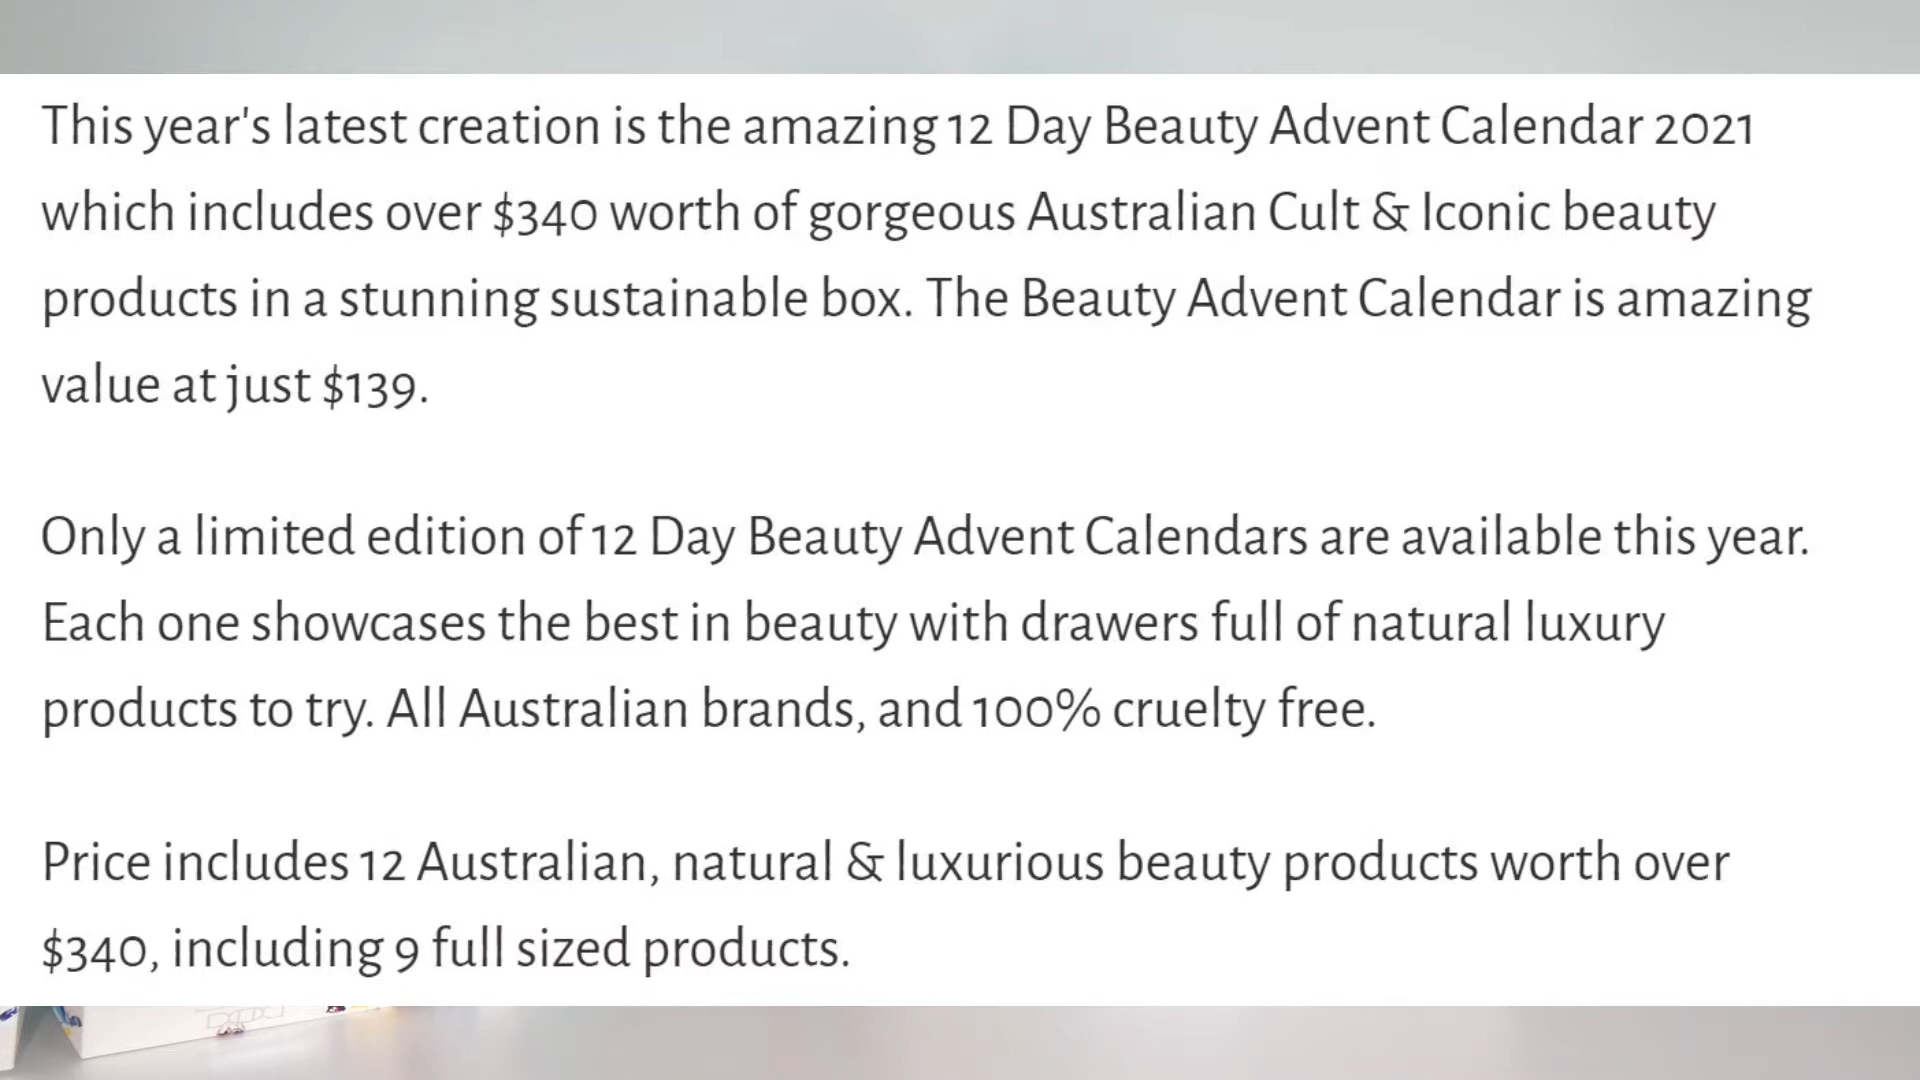 This year's latest creation is the amazing 12 Day Beauty Advent Calendar 2021
which includes over $340 worth of gorgeous Australian Cult & Iconic beauty
products in a stunning sustainable box. The Beauty Advent Calendar is amazing
value at just $139.
Only a limited edition of 12 Day Beauty Advent Calendars are available this year.
Each one showcases the best in beauty with drawers full of natural luxury
products to try. All Australian brands, and 100% cruelty free.
Price includes 12 Australian, natural & luxurious beauty products worth over
$340, including 9 full sized products.